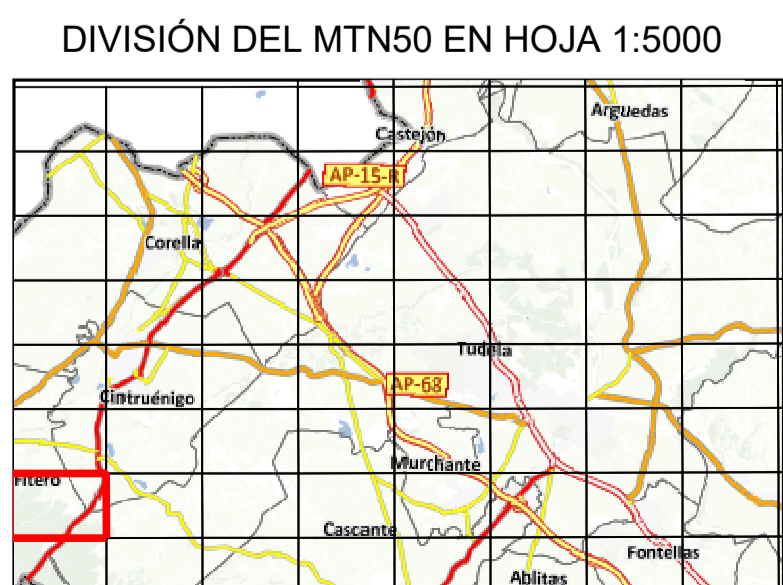 DIVISIÓN DEL MTN50 EN HOJA 1:5000
Arguedas
Castejón
AP-15-R
Corella
Tudela
AP-68
Cintruénigo
Murchante
Fitero
Cascante
Fontellas
Ablitas